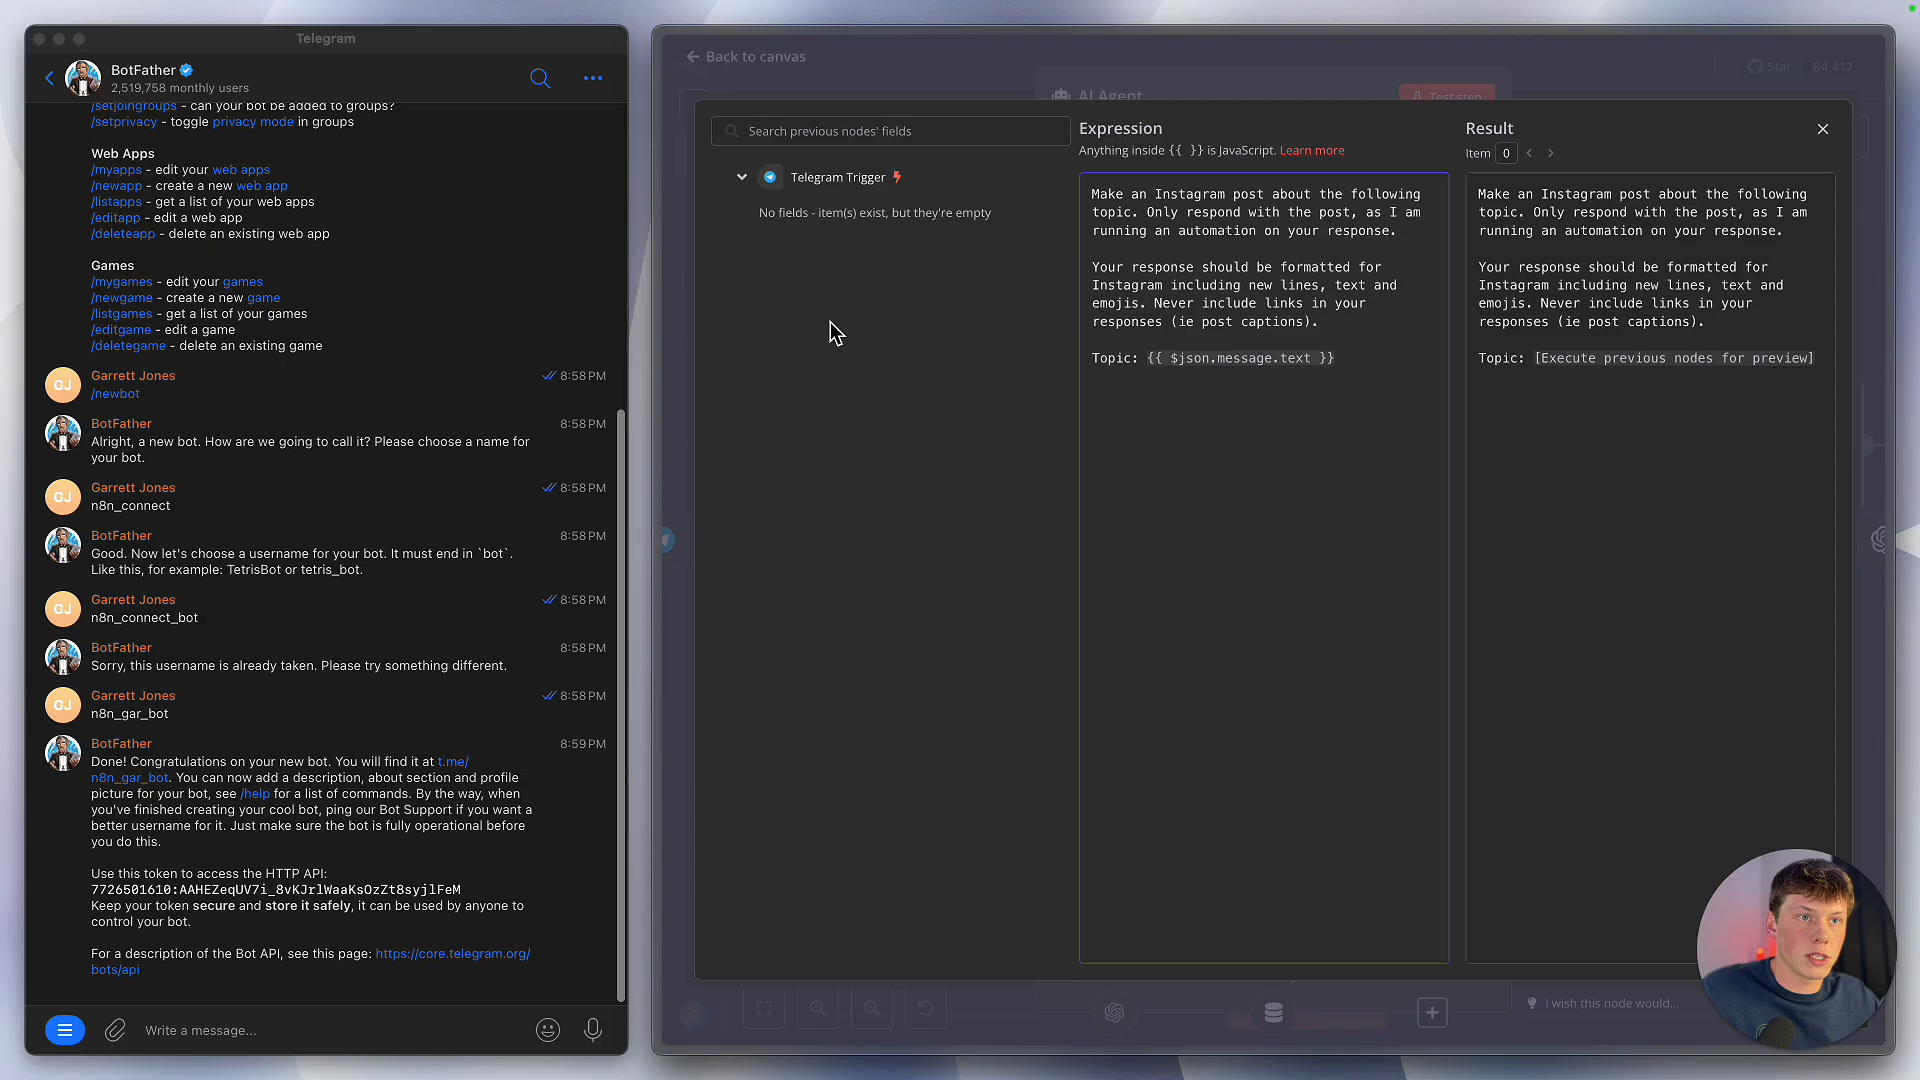 Telegram
BotFather
2,519,758 monthly users
/setjoingroups - can your bot be added to groups?
/setprivacy - toggle privacy mode in groups
Web Apps
/myapps - edit your web apps
/newapp - create a new web app
/listapps - get a list of your web apps
/editapp - edit a web app
/deleteapp - delete an existing web app
Games
/mygames - edit your games
/newgame - create a new game
/listgames - get a list of your games
/editgame - edit a game
/deletegame - delete an existing game
Garrett Jones 8:58 PM
GJ
/newbot
BotFather 8:58 PM
Alright, a new bot. How are we going to call it? Please choose a name for
your bot.
Garrett Jones 8:58 PM
GJ
n8n_connect
BotFather 8:58 PM
Good. Now let's choose a username for your bot. It must end in `bot`.
Like this, for example: TetrisBot or tetris_bot.
Garrett Jones 8:58 PM
GJ
n8n_connect_bot
BotFather 8:58 PM
Sorry, this username is already taken. Please try something different.
Garrett Jones 8:58 PM
GJ
n8n_gar_bot
BotFather 8:59 PM
Done! Congratulations on your new bot. You will find it at t.me/
n8n_gar_bot. You can now add a description, about section and profile
picture for your bot, see /help for a list of commands. By the way, when
you've finished creating your cool bot, ping our Bot Support if you want a
better username for it. Just make sure the bot is fully operational before
you do this.
Use this token to access the HTTP API:
7726501610:AAHEZeqUV7i_8vKJrlWaaKsOzZt8syjlFeM
Keep your token secure and store it safely, it can be used by anyone to
control your bot.
For a description of the Bot API, see this page: https://core.telegram.org/
bots/api
Write a message...
Back to canvas
Star 64,412
AI Agent
Test step
Search previous nodes' fields
Telegram Trigger
No fields - item(s) exist, but they're empty
Expression
Anything inside {{ }} is JavaScript. Learn more
Make an Instagram post about the following
topic. Only respond with the post, as I am
running an automation on your response.
Your response should be formatted for
Instagram including new lines, text and
emojis. Never include links in your
responses (ie post captions).
Topic: {{ $json.message.text }}
Result
Item 0
Make an Instagram post about the following
topic. Only respond with the post, as I am
running an automation on your response.
Your response should be formatted for
Instagram including new lines, text and
emojis. Never include links in your
responses (ie post captions).
Topic: [Execute previous nodes for preview]
I wish this node would...